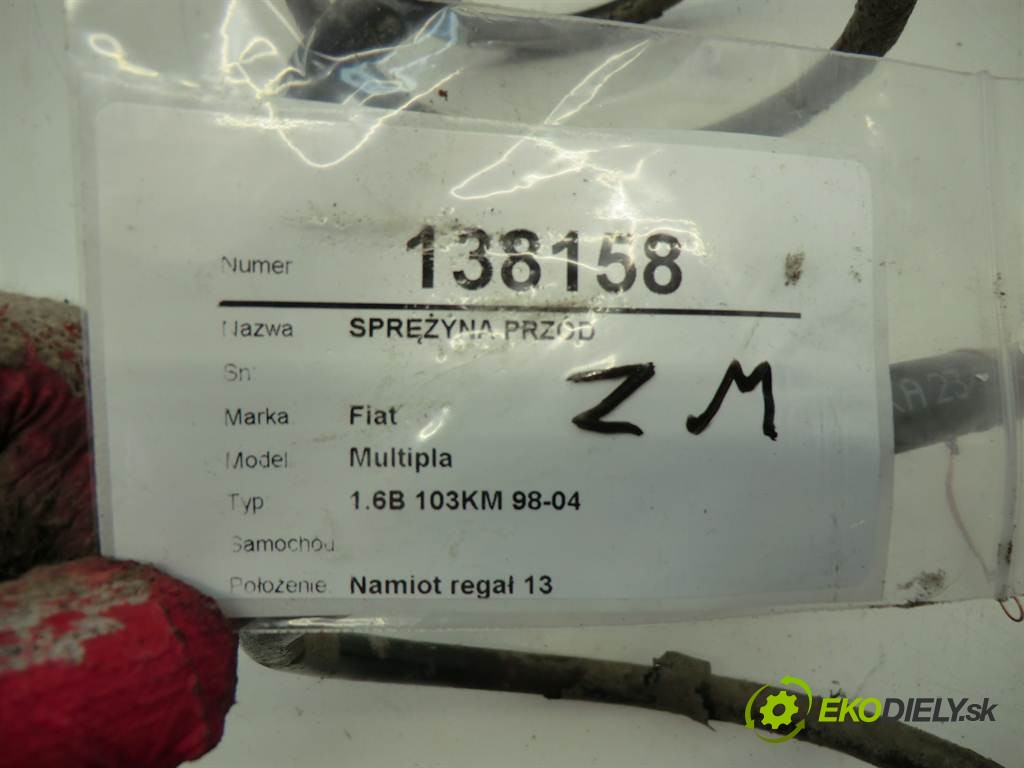 Numer 138158
Nazwa SPRĘŻYNA PRZÓD
Sn:
Marka Fiat
Z M
Model Multipla
Typ 1.6B 103KM 98-04
Samochód
Położenie Namiot regał 13
A 23
EKODIELY.sk